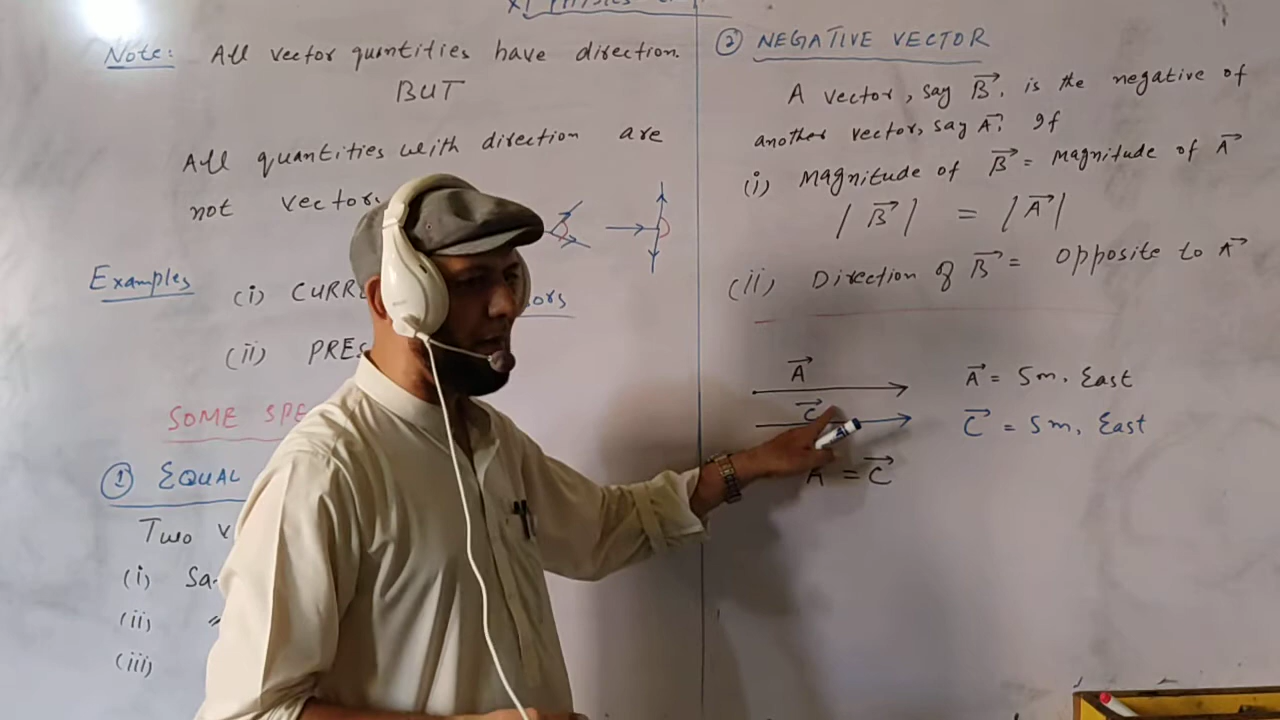 XI Physics
Note: All vector quantities have direction.
BUT
All quantities with direction are
not vector.
Examples
(i) CURR
ors
(ii) PRES
SOME SPE
① EQUAL
Two v
(i) Sa
(ii) "
(iii)
② NEGATIVE VECTOR
A vector, say B⃗, is the negative of
another vector, say A⃗, If
(i) Magnitude of B⃗ = Magnitude of A⃗
|B⃗| = |A⃗|
(ii) Direction of B⃗ = Opposite to A⃗
A⃗
A⃗ = 5m, East
C⃗
C⃗ = 5m, East
A = C⃗